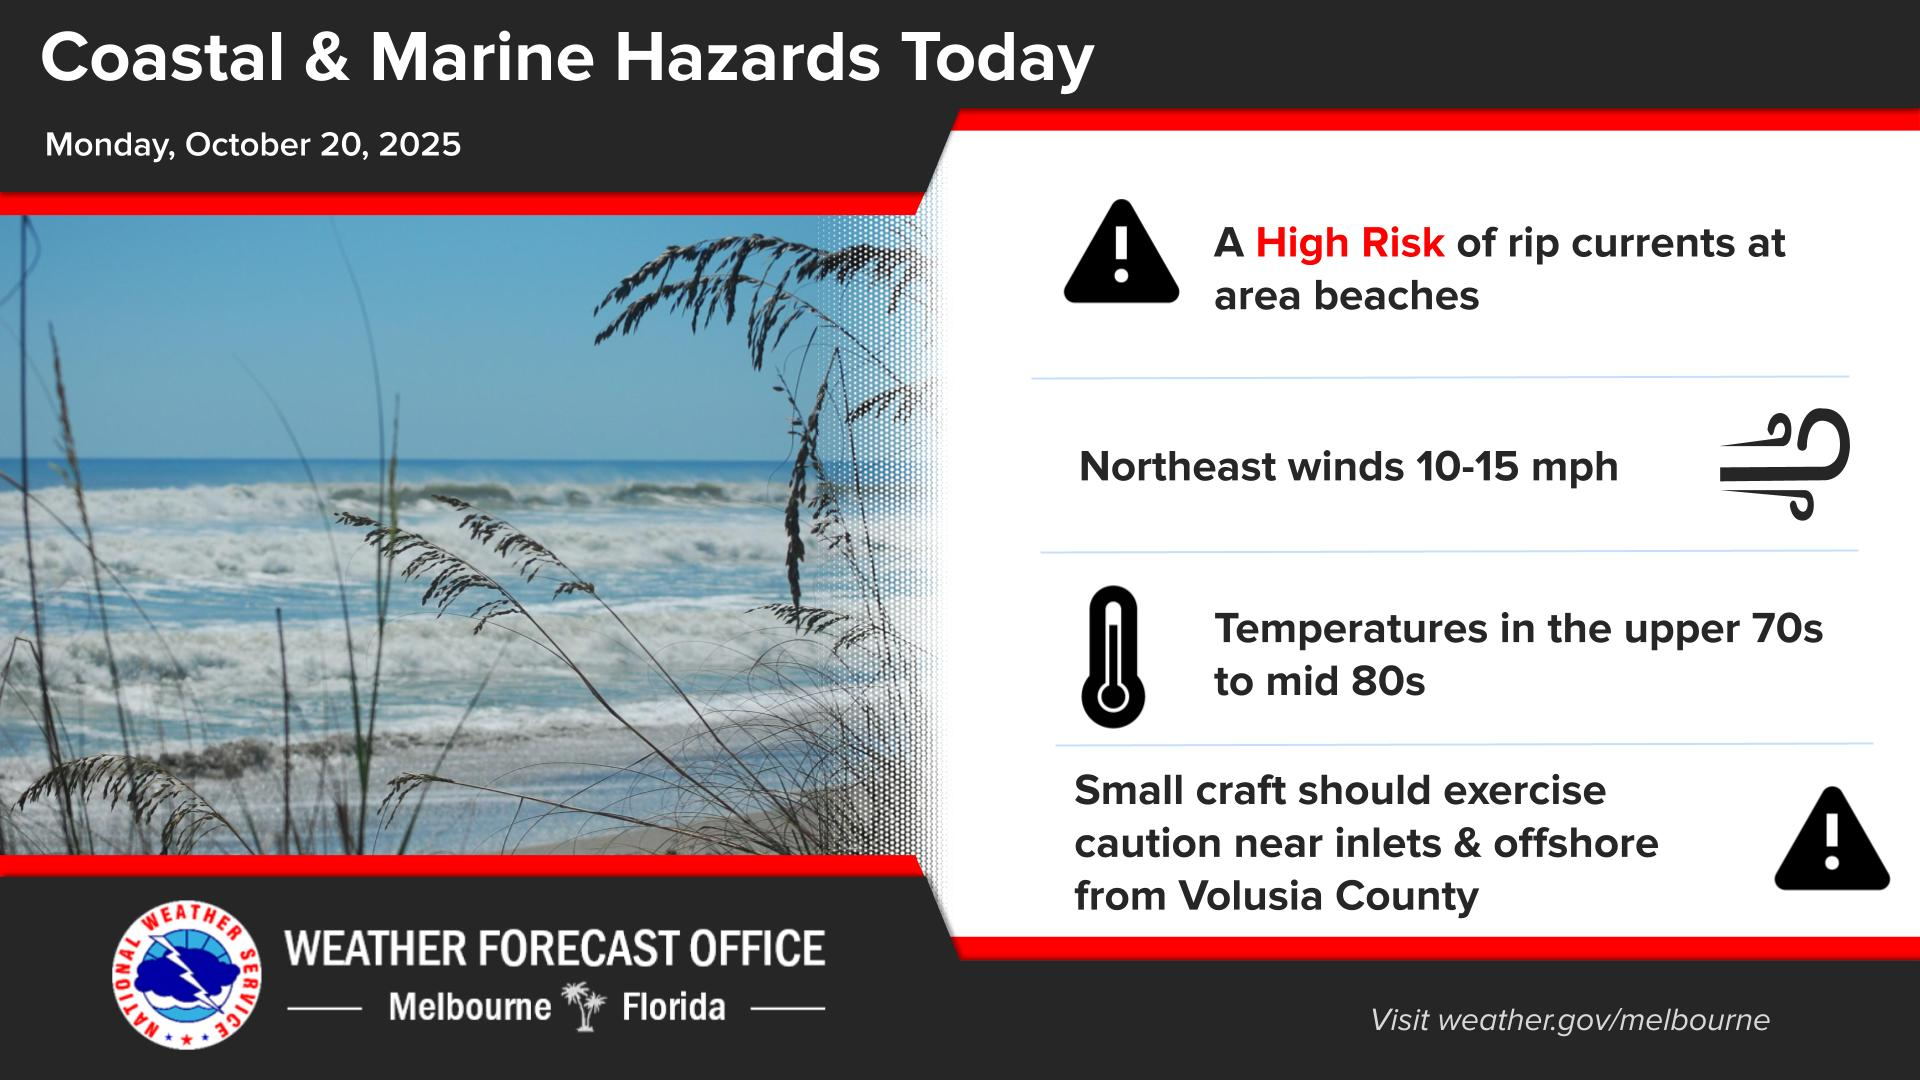 Coastal & Marine Hazards Today
Monday, October 20, 2025
A High Risk of rip currents at
area beaches
Northeast winds 10-15 mph
Temperatures in the upper 70s
to mid 80s
Small craft should exercise
caution near inlets & offshore
from Volusia County
NATIONAL WEATHER SERVICE
WEATHER FORECAST OFFICE
Melbourne Florida
Visit weather.gov/melbourne